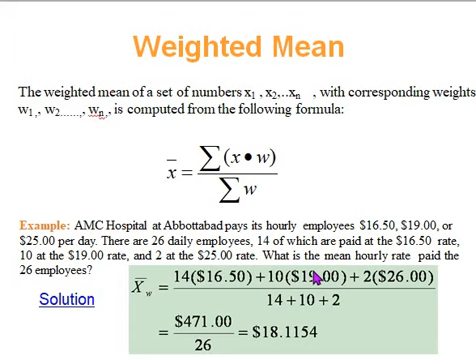 Weighted Mean
The weighted mean of a set of numbers x1 , x2, ..xn , with corresponding weights
w1, , w2......, , wn, , is computed from the following formula:
x̄ = ∑(x • w) / ∑w
Example: AMC Hospital at Abbottabad pays its hourly employees $16.50, $19.00, or
$25.00 per day. There are 26 daily employees, 14 of which are paid at the $16.50 rate,
10 at the $19.00 rate, and 2 at the $25.00 rate. What is the mean hourly rate paid the
26 employees?
Solution
X̄w = 14($16.50) + 10($19.00) + 2($26.00) / 14 + 10 + 2
= $471.00 / 26 = $18.1154